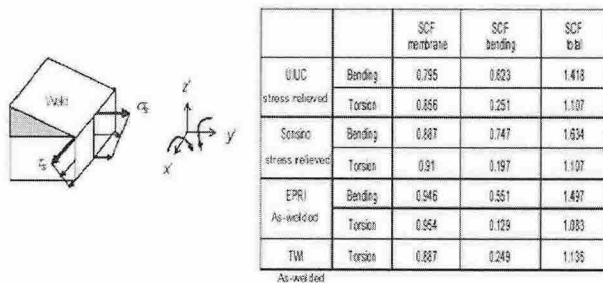 Weld
σs
τs
z'
y'
x'
SCF membrane SCF bending SCF total
UIUC stress relieved Bending 0.795 0.623 1.418
Torsion 0.856 0.251 1.107
Sonsino stress relieved Bending 0.887 0.747 1.634
Torsion 0.91 0.197 1.107
EPRI As-welded Bending 0.946 0.551 1.497
Torsion 0.954 0.129 1.083
TWI Torsion 0.887 0.249 1.136
As-welded